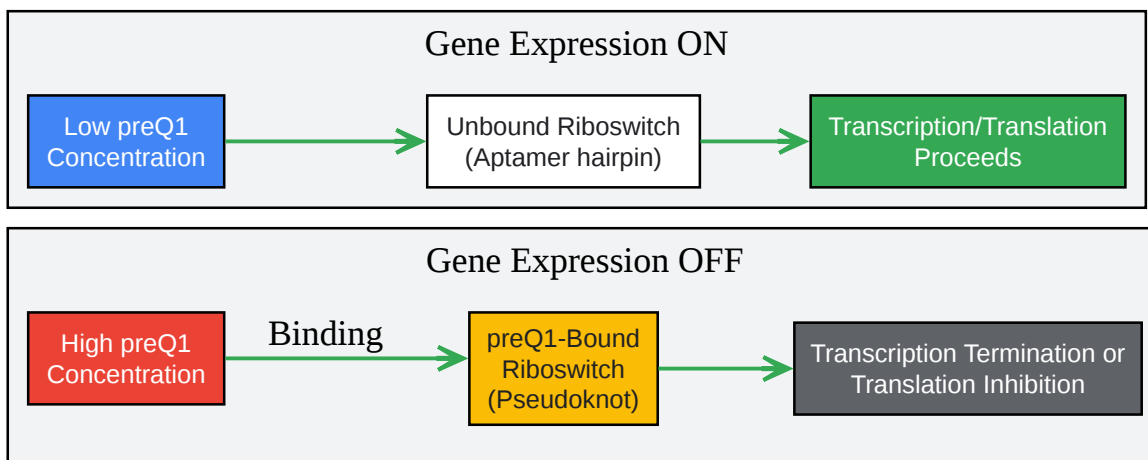 Gene Expression ON
Low preQ1
Concentration
Unbound Riboswitch
(Aptamer hairpin)
Transcription/Translation
Proceeds
Gene Expression OFF
High preQ1
Concentration
Binding
preQ1-Bound
Riboswitch
(Pseudoknot)
Transcription Termination or
Translation Inhibition